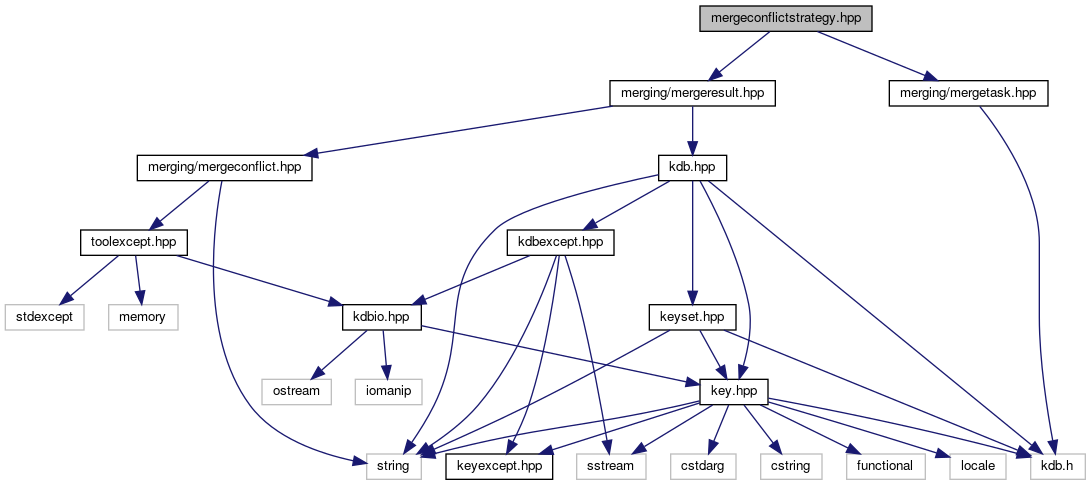 mergeconflictstrategy.hpp
merging/mergeresult.hpp
merging/mergetask.hpp
merging/mergeconflict.hpp
kdb.hpp
toolexcept.hpp
kdbexcept.hpp
stdexcept
memory
kdbio.hpp
keyset.hpp
ostream
iomanip
key.hpp
string
keyexcept.hpp
sstream
cstdarg
cstring
functional
locale
kdb.h